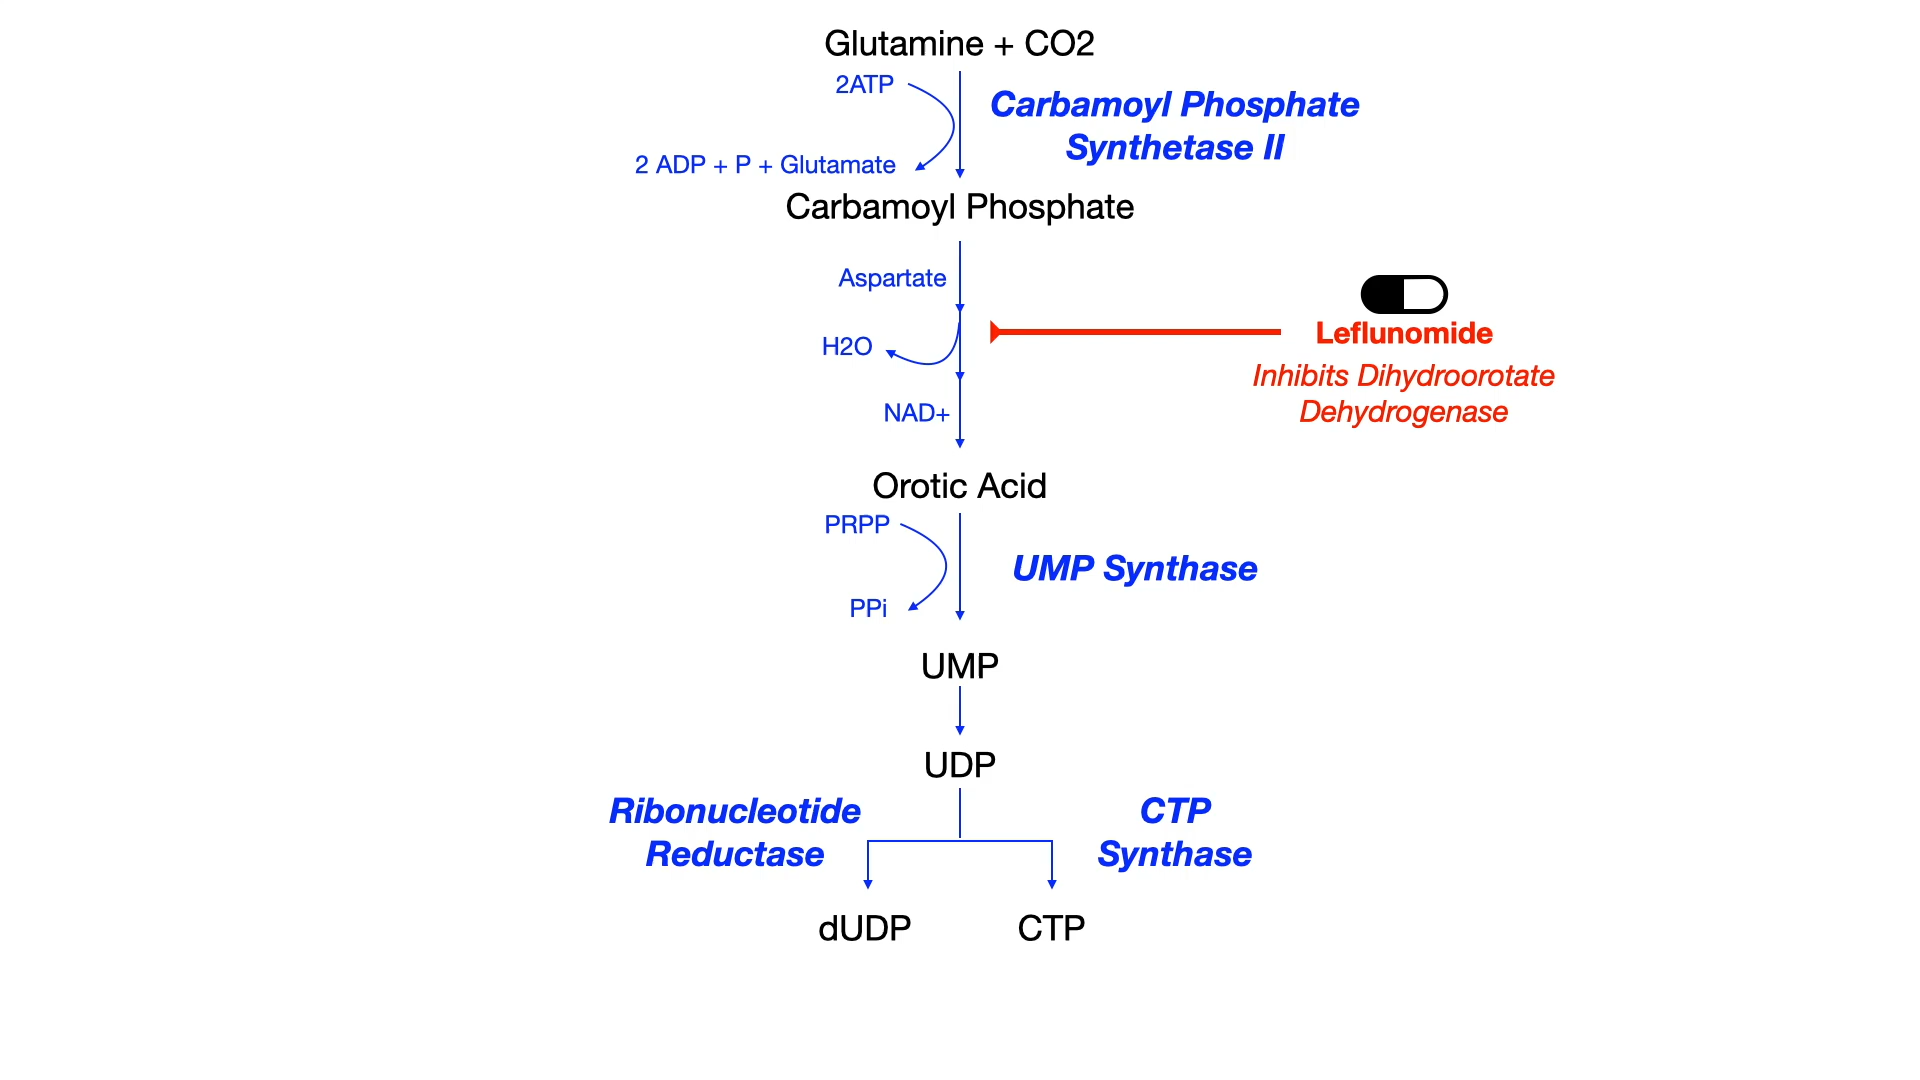 Glutamine + CO2
2ATP
Carbamoyl Phosphate
Synthetase II
2 ADP + P + Glutamate
Carbamoyl Phosphate
Aspartate
H2O
Leflunomide
Inhibits Dihydroorotate
Dehydrogenase
NAD+
Orotic Acid
PRPP
UMP Synthase
PPi
UMP
UDP
Ribonucleotide
Reductase
CTP
Synthase
dUDP
CTP